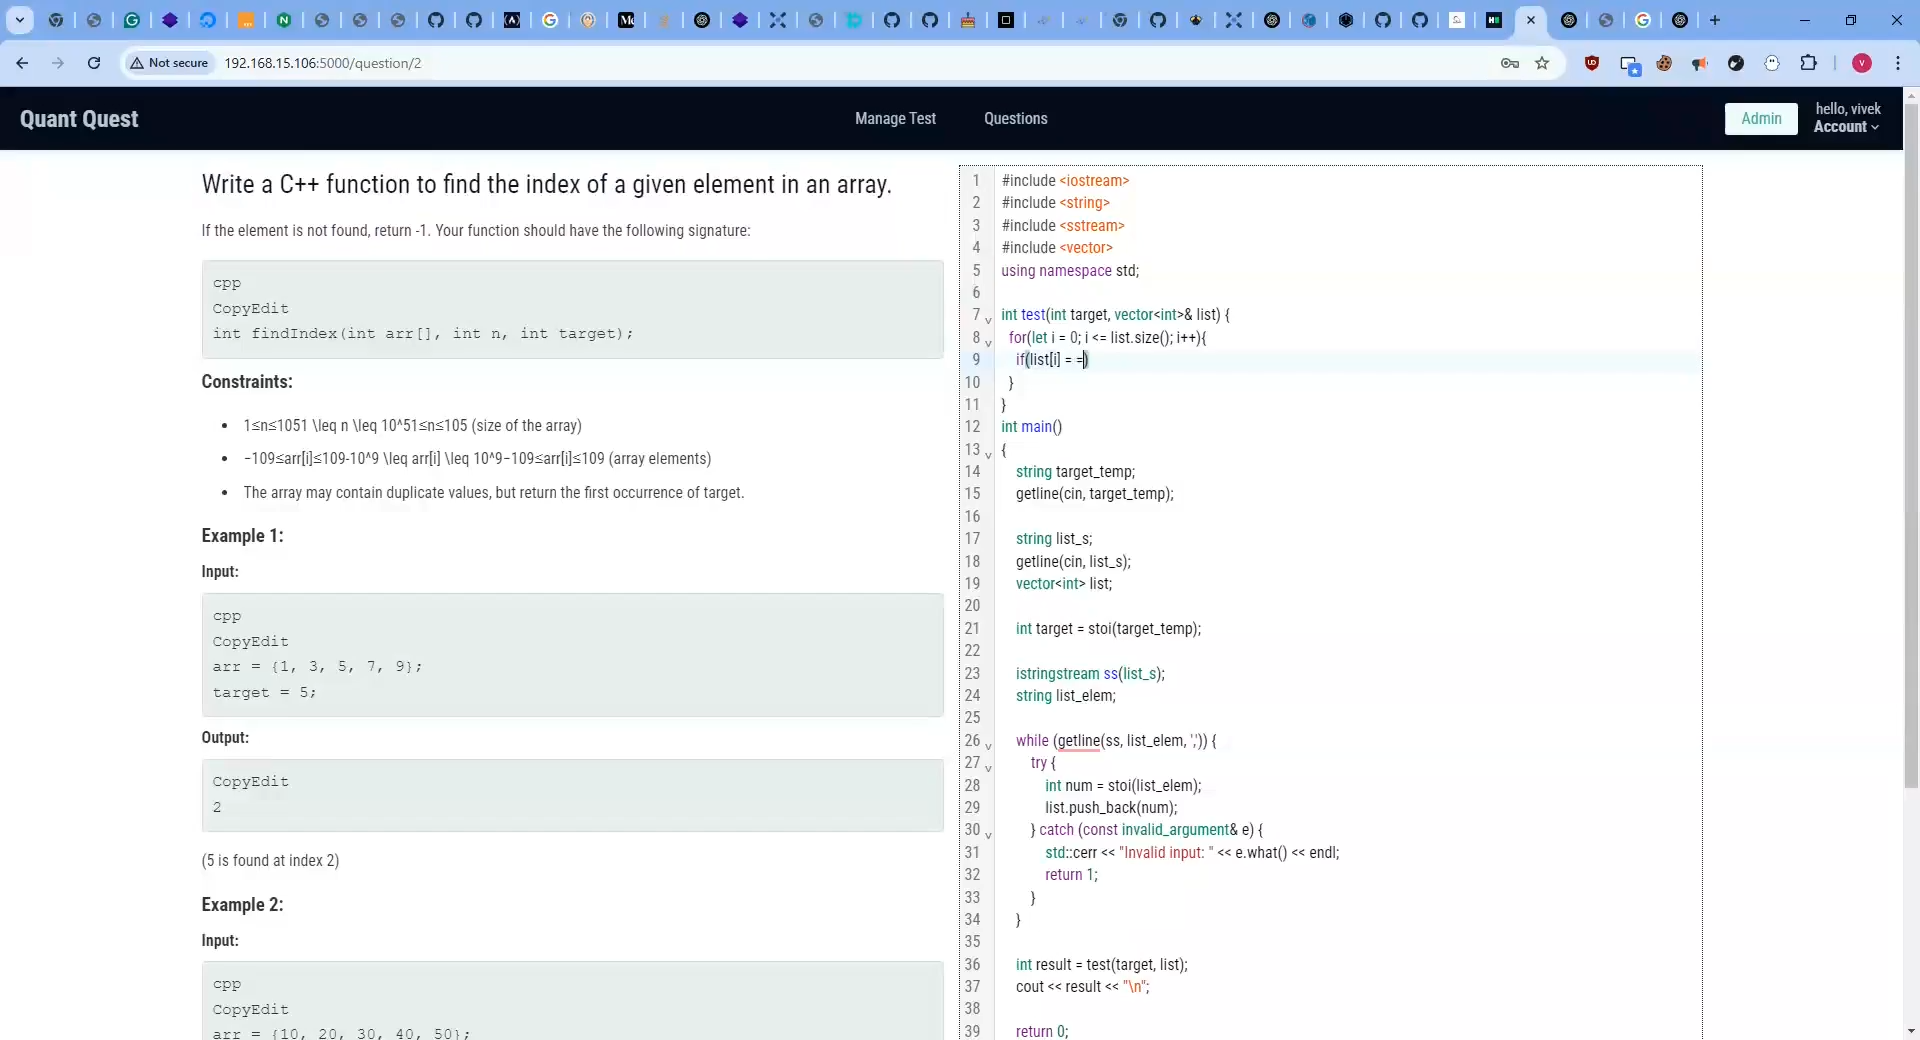 Not secure
192.168.15.106:5000/question/2
Quant Quest
Manage Test
Questions
Admin
hello, vivek
Account
Write a C++ function to find the index of a given element in an array.
If the element is not found, return -1. Your function should have the following signature:
cpp
CopyEdit
int findIndex(int arr[], int n, int target);
Constraints:
1≤n≤1051 \leq n \leq 10^51≤n≤105 (size of the array)
−109≤arr[i]≤109-10^9 \leq arr[i] \leq 10^9−109≤arr[i]≤109 (array elements)
The array may contain duplicate values, but return the first occurrence of target.
Example 1:
Input:
cpp
CopyEdit
arr = {1, 3, 5, 7, 9};
target = 5;
Output:
CopyEdit
2
(5 is found at index 2)
Example 2:
Input:
cpp
CopyEdit
arr = {10, 20, 30, 40, 50};
1 #include <iostream>
2 #include <string>
3 #include <sstream>
4 #include <vector>
5 using namespace std;
6
7 int test(int target, vector<int>& list) {
8 for(let i = 0; i <= list.size(); i++){
9 if(list[i] = =)
10 }
11 }
12 int main()
13 {
14 string target_temp;
15 getline(cin, target_temp);
16
17 string list_s;
18 getline(cin, list_s);
19 vector<int> list;
20
21 int target = stoi(target_temp);
22
23 istringstream ss(list_s);
24 string list_elem;
25
26 while (getline(ss, list_elem, ',')) {
27 try {
28 int num = stoi(list_elem);
29 list.push_back(num);
30 } catch (const invalid_argument& e) {
31 std::cerr << "Invalid input: " << e.what() << endl;
32 return 1;
33 }
34 }
35
36 int result = test(target, list);
37 cout << result << "\n";
38
39 return 0;